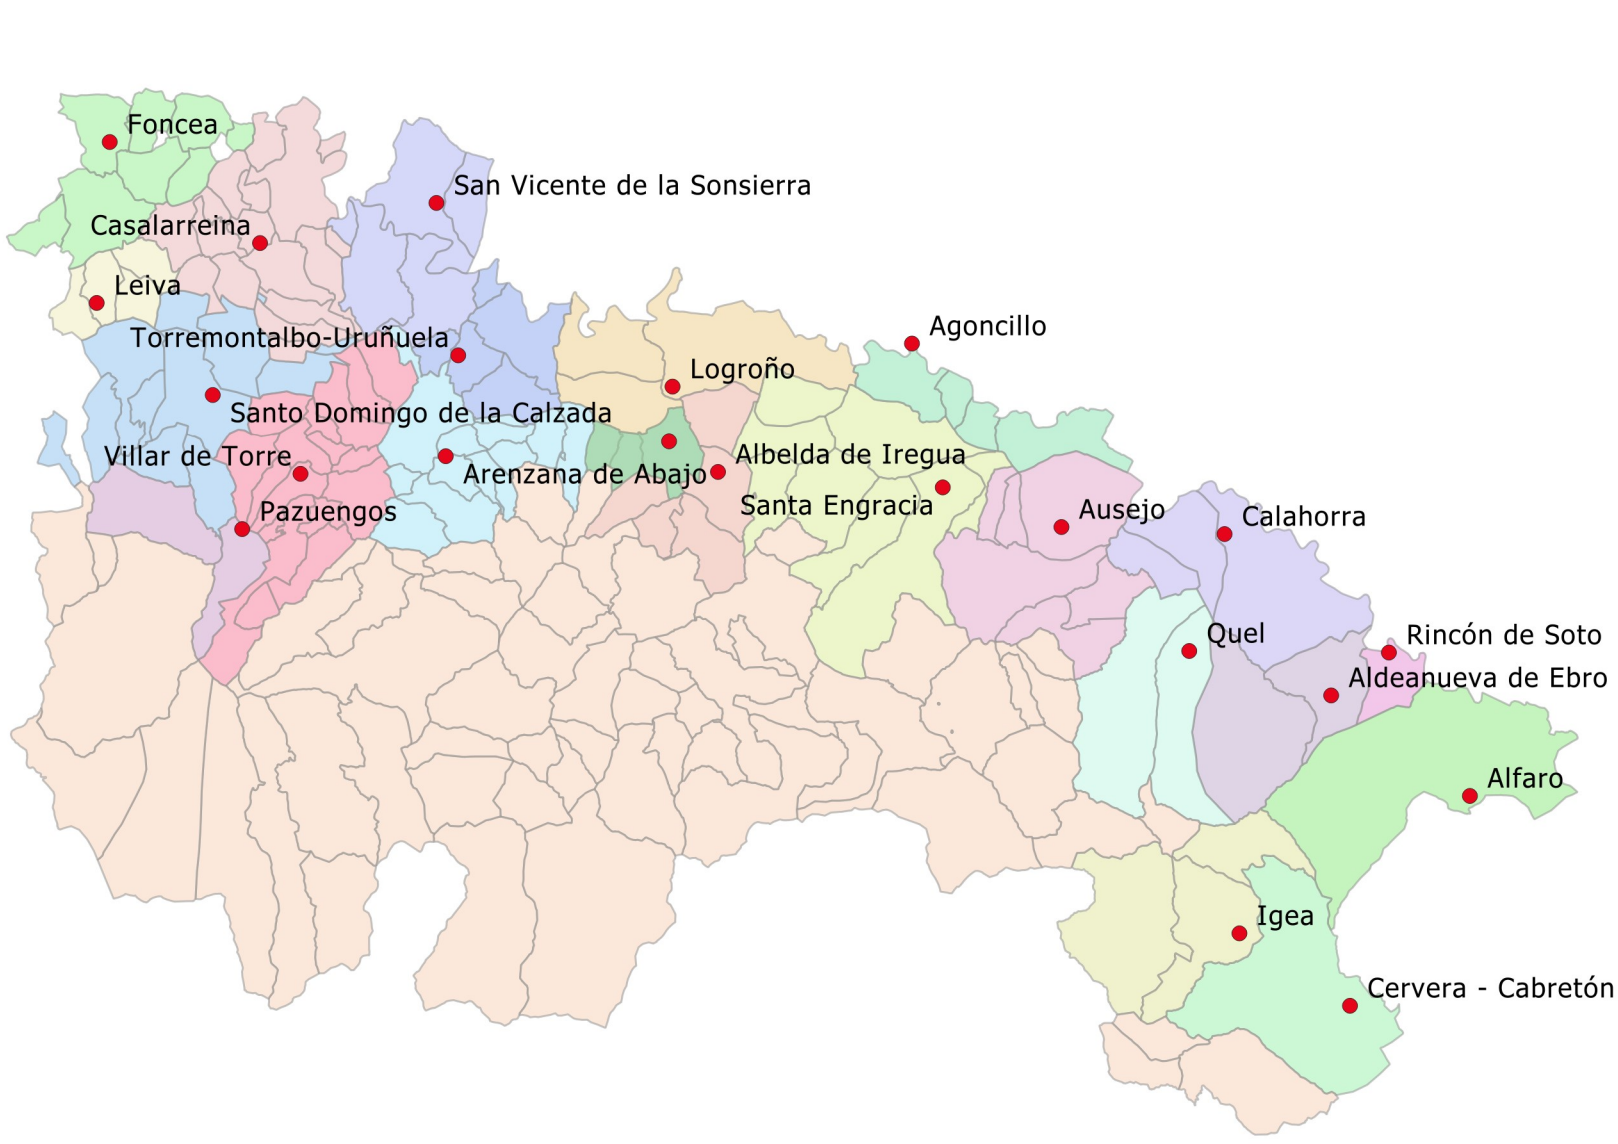 Foncea
San Vicente de la Sonsierra
Casalarreina
Leiva
Agoncillo
Torremontalbo-Uruñuela
Logroño
Santo Domingo de la Calzada
Villar de Torre
Albelda de Iregua
Arenzana de Abajo
Santa Engracia
Pazuengos
Ausejo
Calahorra
Quel
Rincón de Soto
Aldeanueva de Ebro
Alfaro
Igea
Cervera - Cabretón